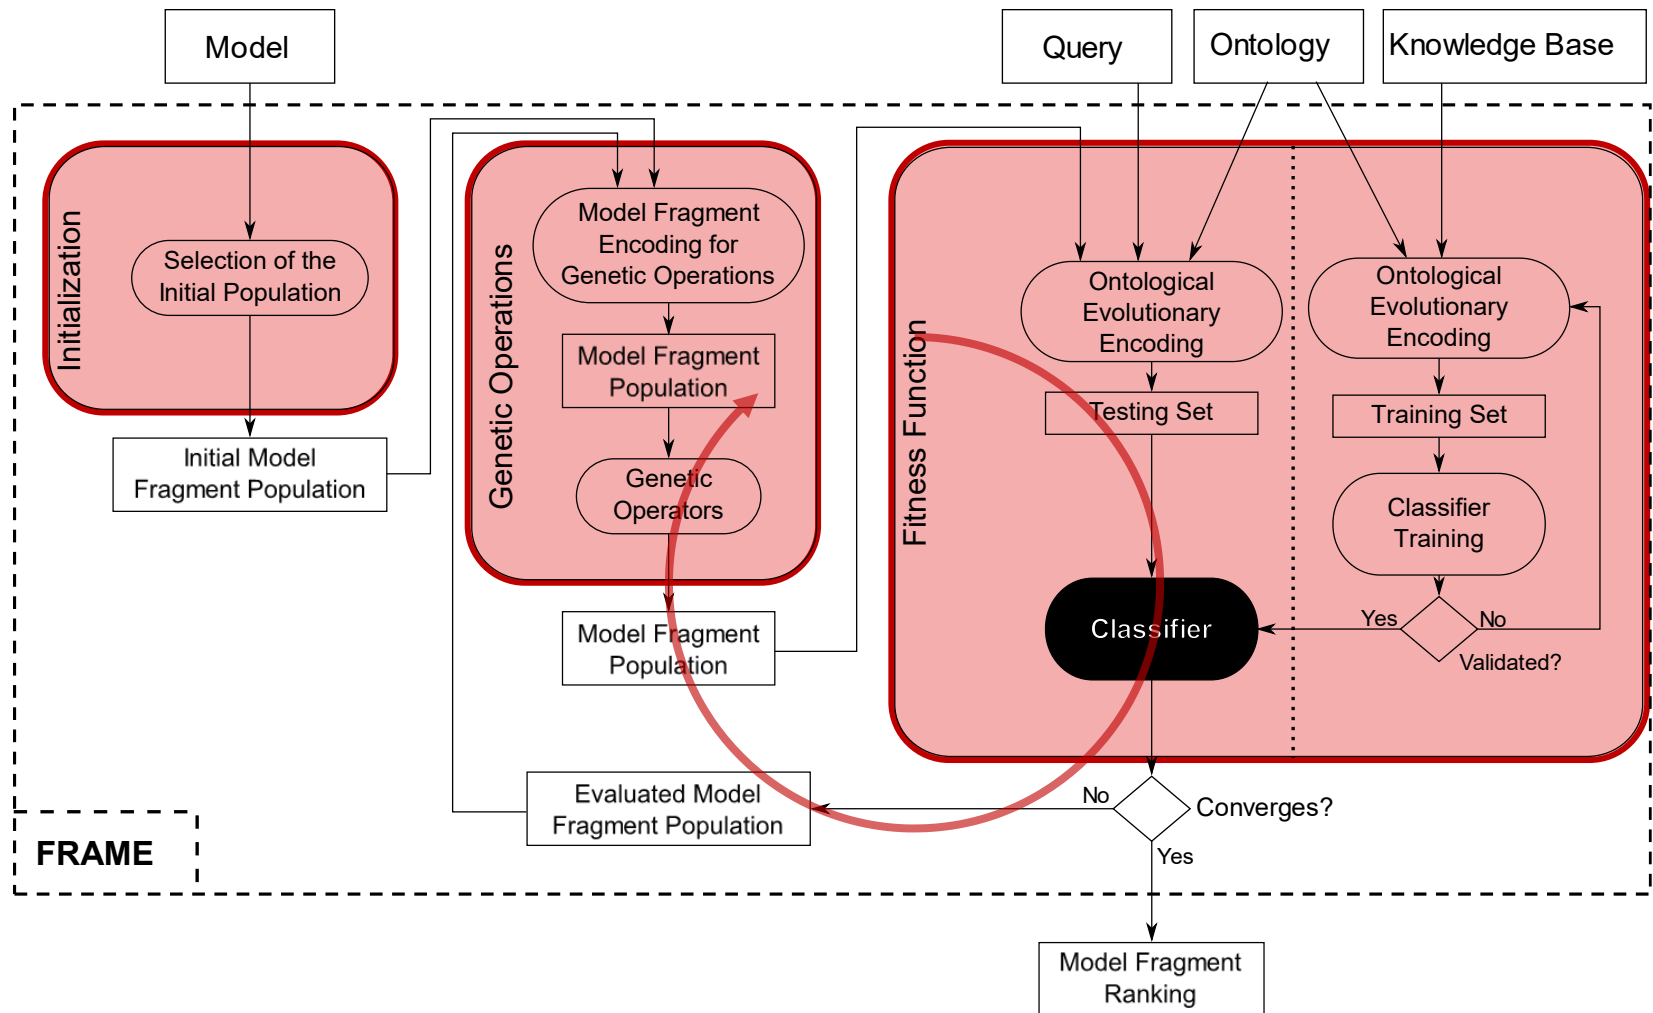 Model
Query
Ontology
Knowledge Base
Initialization
Selection of the
Initial Population
Initial Model
Fragment Population
Genetic Operations
Model Fragment
Encoding for
Genetic Operations
Model Fragment
Population
Genetic
Operators
Model Fragment
Population
Evaluated Model
Fragment Population
Fitness Function
Ontological
Evolutionary
Encoding
Testing Set
Classifier
Ontological
Evolutionary
Encoding
Training Set
Classifier
Training
Yes
No
Validated?
No
Converges?
Yes
FRAME
Model Fragment
Ranking